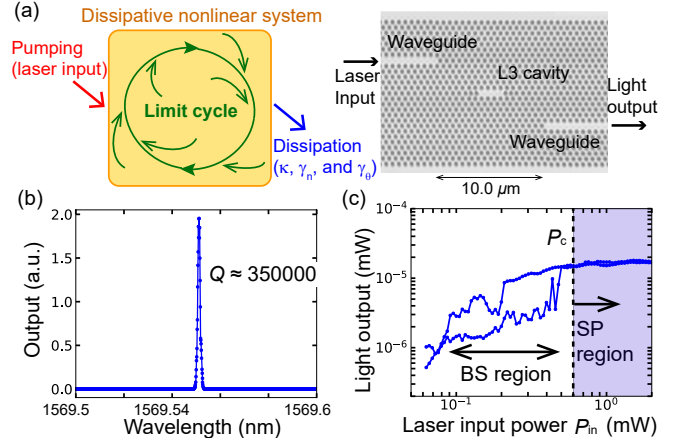 (a)
Dissipative nonlinear system
Pumping
(laser input)
Limit cycle
Dissipation
(κ, γn, and γθ)
Waveguide
Laser
Input
L3 cavity
Light
output
Waveguide
10.0 μm
(b)
Output (a.u.)
2.0
1.5
1.0
0.5
0.0
Q ≈ 350000
1569.5
1569.54
1569.6
Wavelength (nm)
(c)
Light output (mW)
10⁻⁴
10⁻⁵
10⁻⁶
Pc
SP
region
BS region
10⁻¹
10⁰
Laser input power Pin (mW)